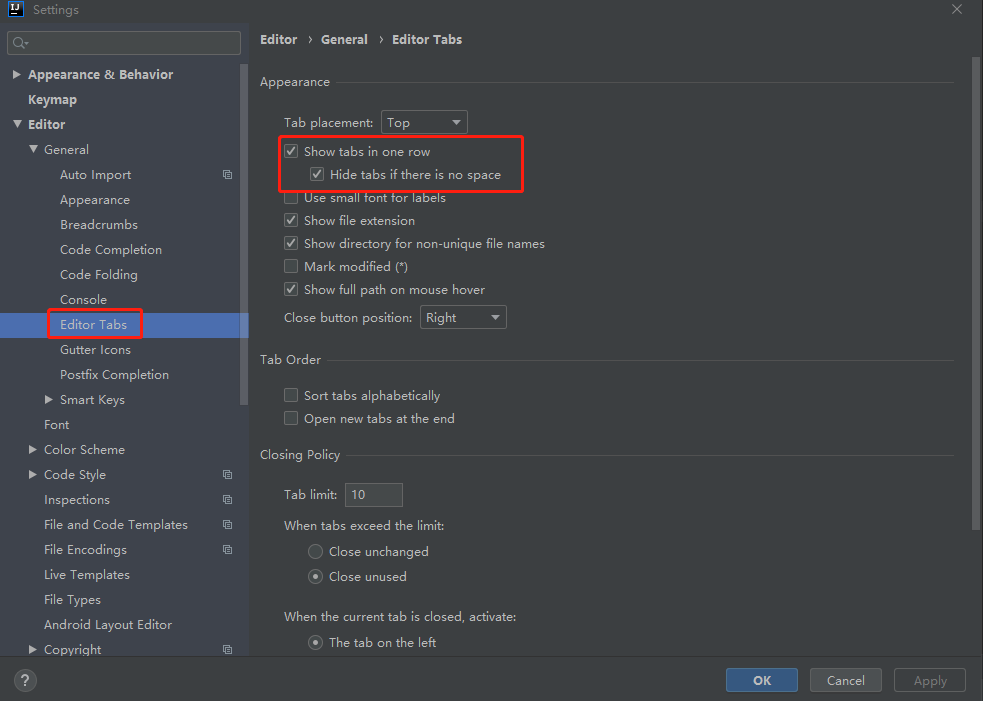 IJ Settings
Appearance & Behavior
Keymap
Editor
General
Auto Import
Appearance
Breadcrumbs
Code Completion
Code Folding
Console
Editor Tabs
Gutter Icons
Postfix Completion
Smart Keys
Font
Color Scheme
Code Style
Inspections
File and Code Templates
File Encodings
Live Templates
File Types
Android Layout Editor
Copyright
Editor › General › Editor Tabs
Appearance
Tab placement: Top
Show tabs in one row
Hide tabs if there is no space
Use small font for labels
Show file extension
Show directory for non-unique file names
Mark modified (*)
Show full path on mouse hover
Close button position: Right
Tab Order
Sort tabs alphabetically
Open new tabs at the end
Closing Policy
Tab limit: 10
When tabs exceed the limit:
Close unchanged
Close unused
When the current tab is closed, activate:
The tab on the left
?
OK Cancel Apply